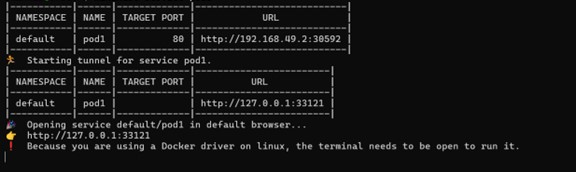 |-----------|------|-------------|---------------------------|
| NAMESPACE | NAME | TARGET PORT |            URL            |
|-----------|------|-------------|---------------------------|
| default   | pod1 |          80 | http://192.168.49.2:30592 |
|-----------|------|-------------|---------------------------|
🏃  Starting tunnel for service pod1.
|-----------|------|-------------|------------------------|
| NAMESPACE | NAME | TARGET PORT |          URL           |
|-----------|------|-------------|------------------------|
| default   | pod1 |             | http://127.0.0.1:33121 |
|-----------|------|-------------|------------------------|
🎉  Opening service default/pod1 in default browser...
👉  http://127.0.0.1:33121
❗  Because you are using a Docker driver on linux, the terminal needs to be open to run it.